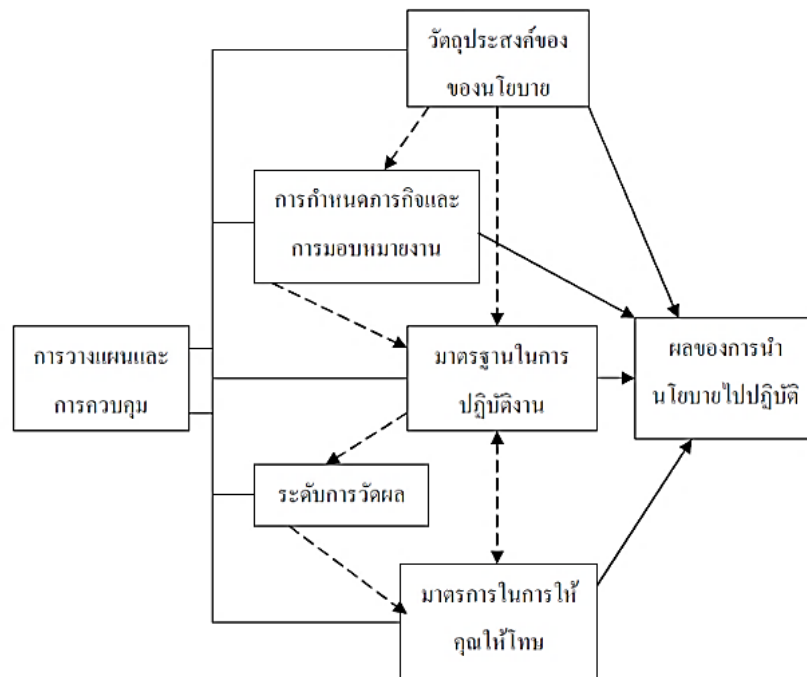 วัตถุประสงค์ของ
ของนโยบาย
การกำหนดภารกิจและ
การมอบหมายงาน
การวางแผนและ
การควบคุม
มาตรฐานในการ
ปฏิบัติงาน
ผลของการนำ
นโยบายไปปฏิบัติ
ระดับการวัดผล
มาตรการในการให้
คุณให้โทษ